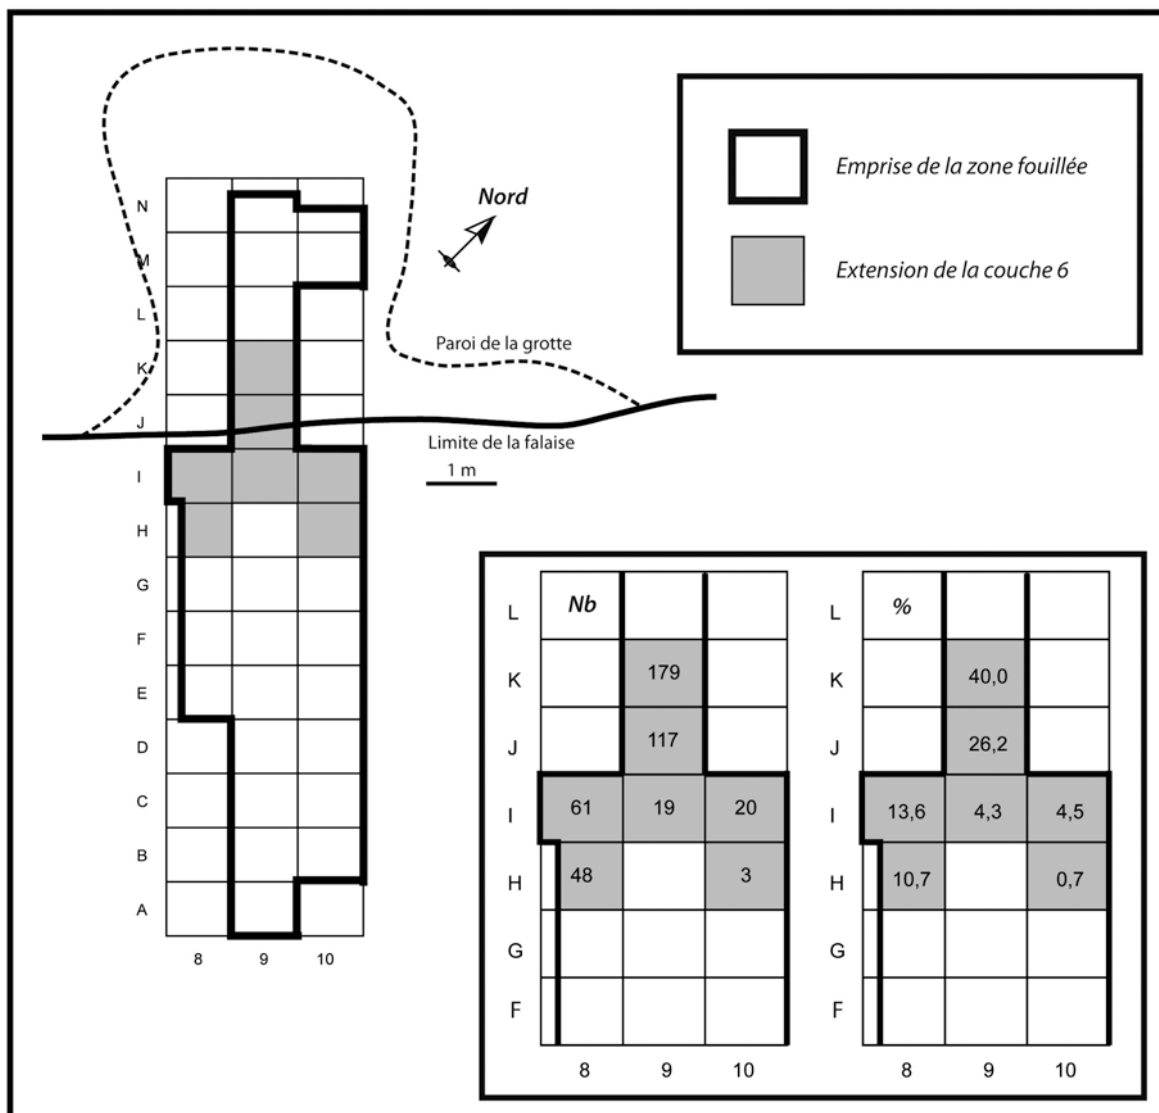 Nord
N
M
L
K
J
I
H
G
F
E
D
C
B
A
8 9 10
Paroi de la grotte
Limite de la falaise
1 m
Emprise de la zone fouillée
Extension de la couche 6
L Nb
K 179
J 117
I 61 19 20
H 48 3
G
F
8 9 10
L %
K 40,0
J 26,2
I 13,6 4,3 4,5
H 10,7 0,7
G
F
8 9 10